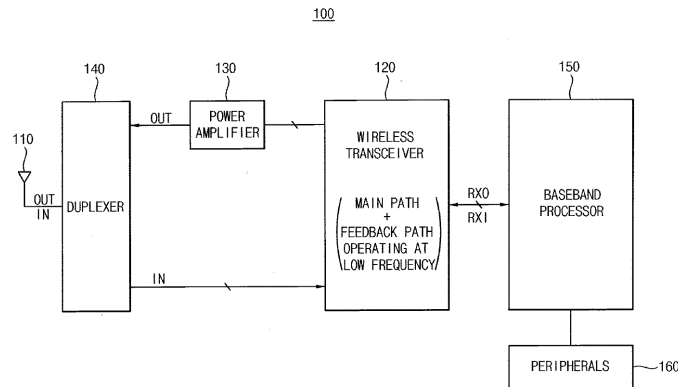 100
140
130
120
150
110
OUT
IN
DUPLEXER
OUT
POWER
AMPLIFIER
IN
WIRELESS
TRANSCEIVER
MAIN PATH
+
FEEDBACK PATH
OPERATING AT
LOW FREQUENCY
RXO
RXI
BASEBAND
PROCESSOR
PERIPHERALS
160